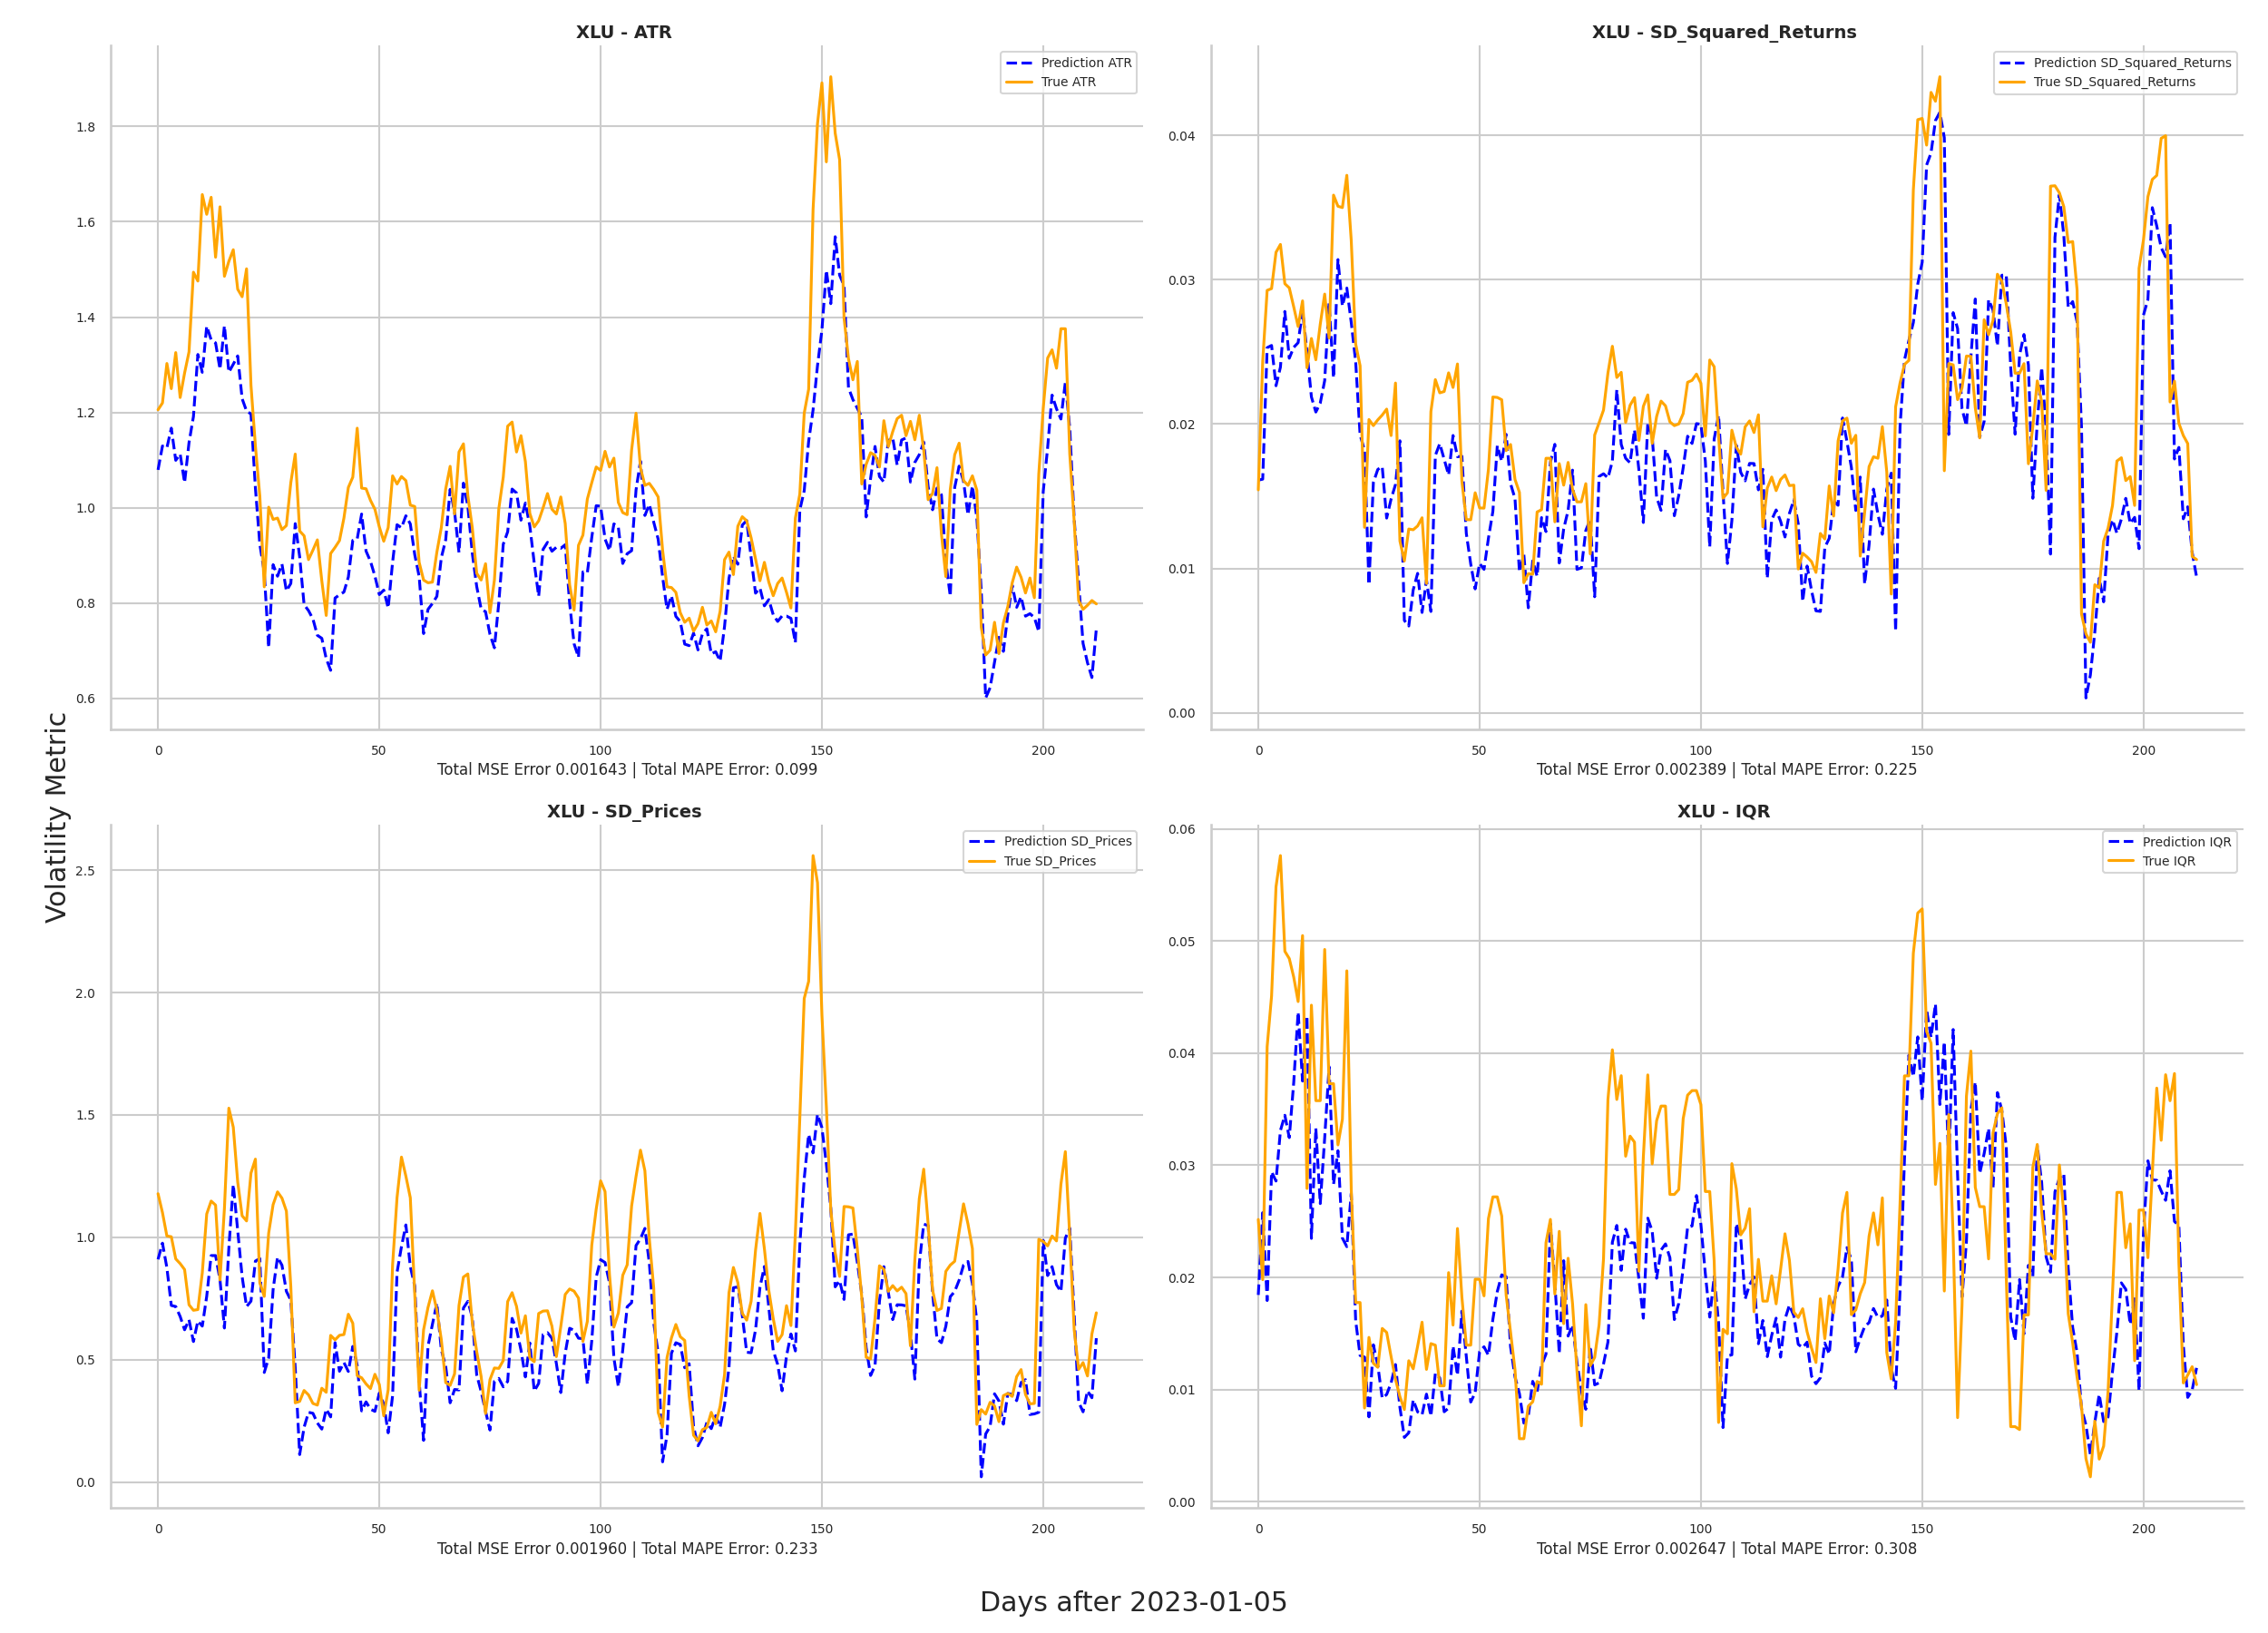 XLU - ATR
Prediction ATR
True ATR
1.8
1.6
1.4
1.2
1.0
0.8
0.6
0 50 100 150 200
Total MSE Error 0.001643 | Total MAPE Error: 0.099
XLU - SD_Squared_Returns
Prediction SD_Squared_Returns
True SD_Squared_Returns
0.04
0.03
0.02
0.01
0.00
0 50 100 150 200
Total MSE Error 0.002389 | Total MAPE Error: 0.225
Volatility Metric
XLU - SD_Prices
Prediction SD_Prices
True SD_Prices
2.5
2.0
1.5
1.0
0.5
0.0
0 50 100 150 200
Total MSE Error 0.001960 | Total MAPE Error: 0.233
XLU - IQR
Prediction IQR
True IQR
0.06
0.05
0.04
0.03
0.02
0.01
0.00
0 50 100 150 200
Total MSE Error 0.002647 | Total MAPE Error: 0.308
Days after 2023-01-05